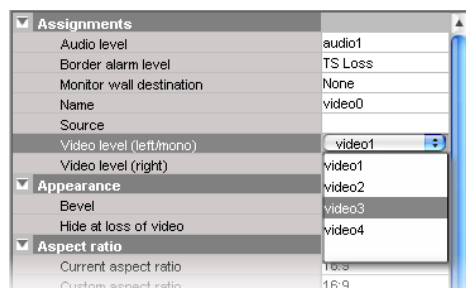 Assignments
Audio level audio1
Border alarm level TS Loss
Monitor wall destination None
Name video0
Source
Video level (left/mono) video1
Video level (right) video1
Appearance video2
Bevel video3
Hide at loss of video video4
Aspect ratio
Current aspect ratio 16:9
Custom aspect ratio 16:9